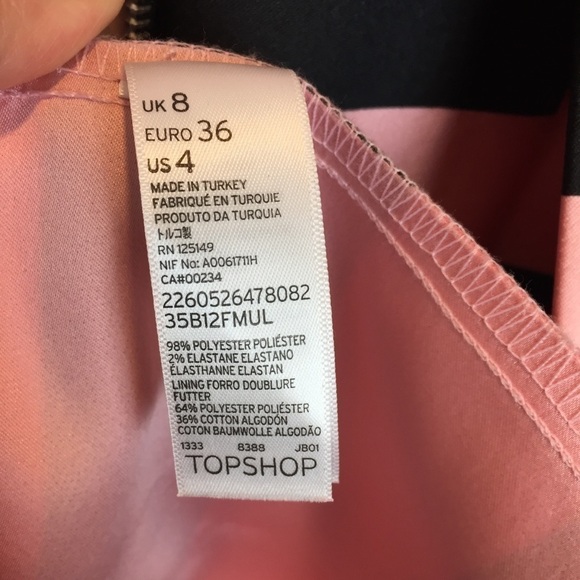 UK 8
EURO 36
US 4
MADE IN TURKEY
FABRIQUÉ EN TURQUIE
PRODUTO DA TURQUIA
トルコ製
RN 125149
NIF No: A0061711H
CA#00234
2260526478082
35B12FMUL
98% POLYESTER POLIÉSTER
2% ELASTANE ELASTANO
ÉLASTHANNE ELASTAN
LINING FORRO DOUBLURE
FUTTER
64% POLYESTER POLIÉSTER
36% COTTON ALGODÓN
COTON BAUMWOLLE ALGODÃO
1333 8388 JB01
TOPSHOP